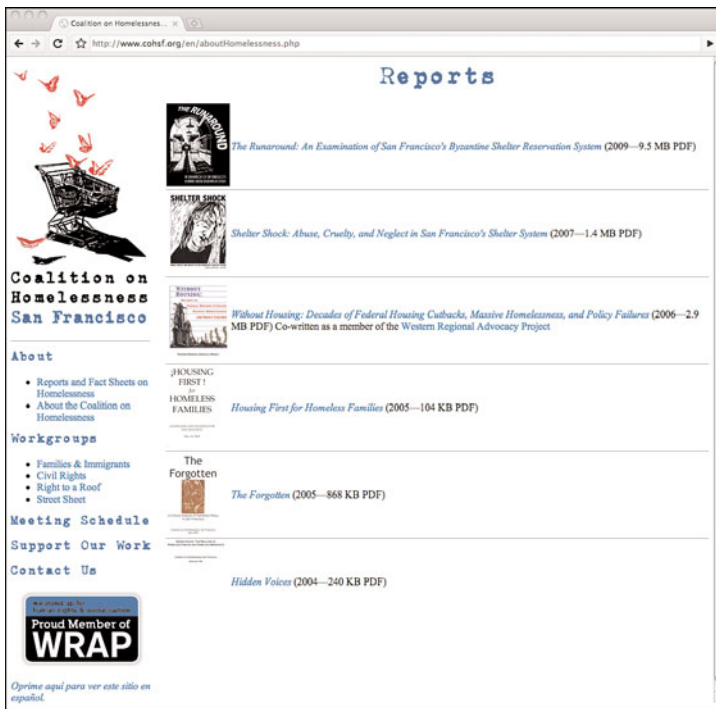 Coalition on Homelessnes...
http://www.cohsf.org/en/aboutHomelessness.php
Coalition on
Homelessness
San Francisco
About
Reports and Fact Sheets on
Homelessness
About the Coalition on
Homelessness
Workgroups
Families & Immigrants
Civil Rights
Right to a Roof
Street Sheet
Meeting Schedule
Support Our Work
Contact Us
Proud Member of
WRAP
Oprime aquí para ver este sitio en
español.
Reports
THE RUNAROUND
The Runaround: An Examination of San Francisco's Byzantine Shelter Reservation System (2009—9.5 MB PDF)
SHELTER SHOCK
Shelter Shock: Abuse, Cruelty, and Neglect in San Francisco's Shelter System (2007—1.4 MB PDF)
WITHOUT
HOUSING:
Without Housing: Decades of Federal Housing Cutbacks, Massive Homelessness, and Policy Failures (2006—2.9
MB PDF) Co-written as a member of the Western Regional Advocacy Project
¡HOUSING
FIRST !
for
HOMELESS
FAMILIES
Housing First for Homeless Families (2005—104 KB PDF)
The
Forgotten
The Forgotten (2005—868 KB PDF)
Hidden Voices (2004—240 KB PDF)